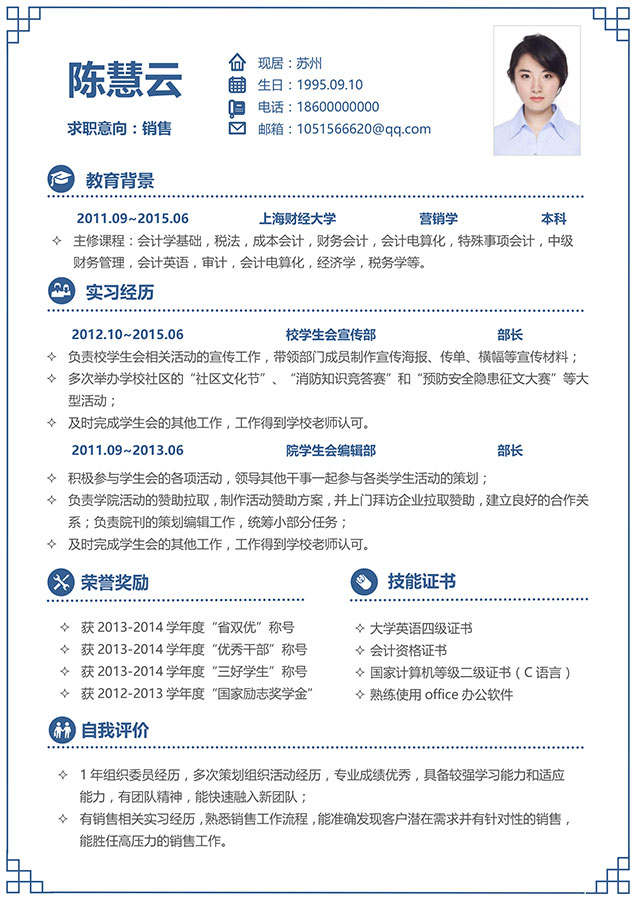 陈慧云
求职意向：销售
现居：苏州
生日：1995.09.10
电话：18600000000
邮箱：1051566620@qq.com
教育背景
2011.09~2015.06 上海财经大学 营销学 本科
主修课程：会计学基础，税法，成本会计，财务会计，会计电算化，特殊事项会计，中级
财务管理，会计英语，审计，会计电算化，经济学，税务学等。
实习经历
2012.10~2015.06 校学生会宣传部 部长
负责校学生会相关活动的宣传工作，带领部门成员制作宣传海报、传单、横幅等宣传材料；
多次举办学校社区的“社区文化节”、“消防知识竞答赛”和“预防安全隐患征文大赛”等大
型活动；
及时完成学生会的其他工作，工作得到学校老师认可。
2011.09~2013.06 院学生会编辑部 部长
积极参与学生会的各项活动，领导其他干事一起参与各类学生活动的策划；
负责学院活动的赞助拉取，制作活动赞助方案，并上门拜访企业拉取赞助，建立良好的合作关
系；负责院刊的策划编辑工作，统筹小部分任务；
及时完成学生会的其他工作，工作得到学校老师认可。
荣誉奖励
获 2013-2014 学年度“省双优”称号
获 2013-2014 学年度“优秀干部”称号
获 2013-2014 学年度“三好学生”称号
获 2012-2013 学年度“国家励志奖学金”
技能证书
大学英语四级证书
会计资格证书
国家计算机等级二级证书（C 语言）
熟练使用 office 办公软件
自我评价
1 年组织委员经历，多次策划组织活动经历，专业成绩优秀，具备较强学习能力和适应
能力，有团队精神，能快速融入新团队；
有销售相关实习经历，熟悉销售工作流程，能准确发现客户潜在需求并有针对性的销售，
能胜任高压力的销售工作。